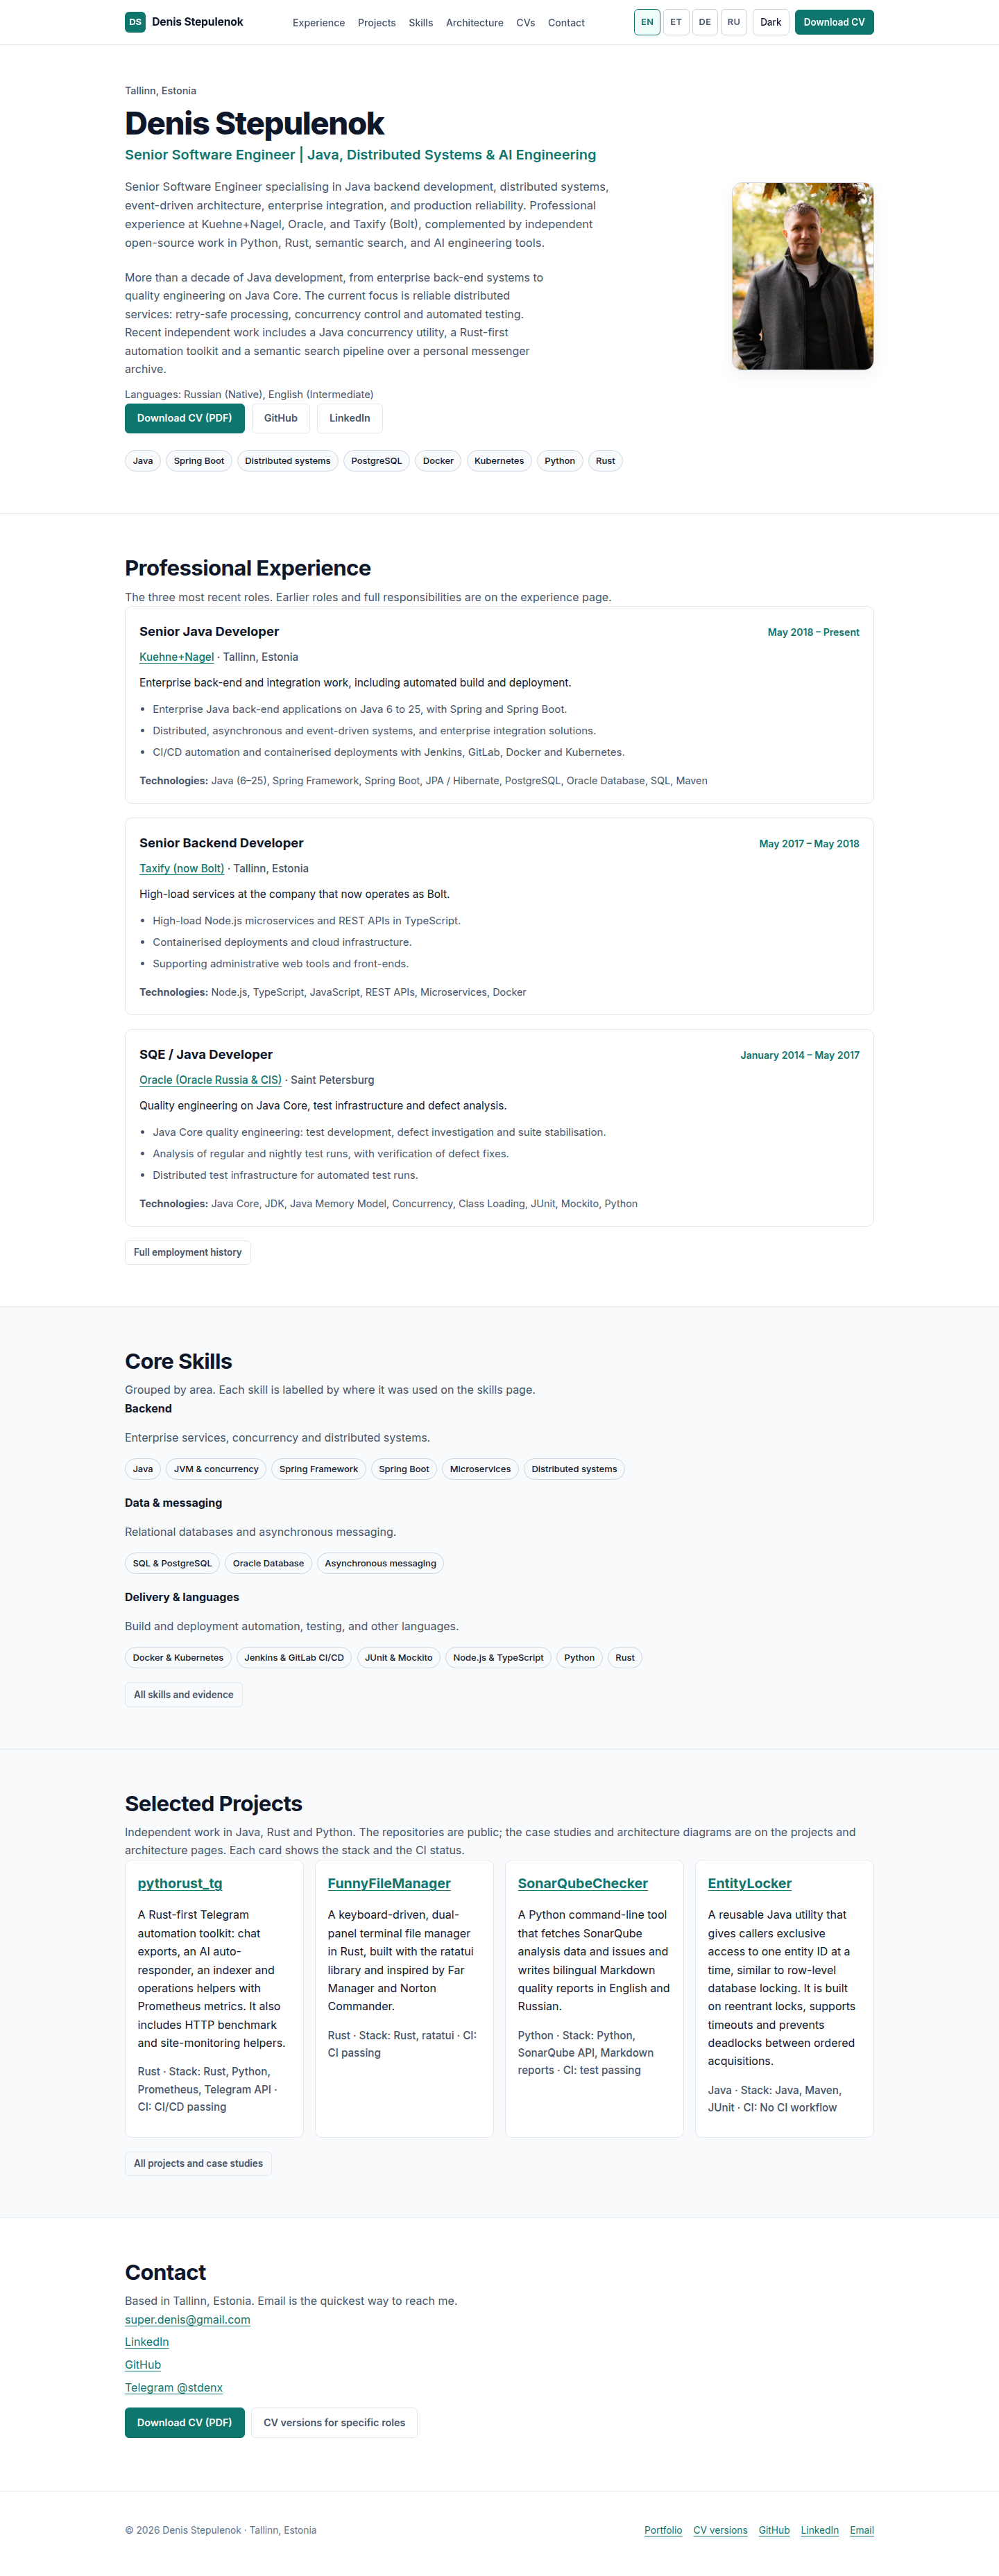 DS Denis Stepulenok Experience Projects Skills Architecture CVs Contact EN ET DE RU Dark Download CV
Tallinn, Estonia
Denis Stepulenok
Senior Software Engineer | Java, Distributed Systems & AI Engineering
Senior Software Engineer specialising in Java backend development, distributed systems,
event-driven architecture, enterprise integration, and production reliability. Professional
experience at Kuehne+Nagel, Oracle, and Taxify (Bolt), complemented by independent
open-source work in Python, Rust, semantic search, and AI engineering tools.
More than a decade of Java development, from enterprise back-end systems to
quality engineering on Java Core. The current focus is reliable distributed
services: retry-safe processing, concurrency control and automated testing.
Recent independent work includes a Java concurrency utility, a Rust-first
automation toolkit and a semantic search pipeline over a personal messenger
archive.
Languages: Russian (Native), English (Intermediate)
Download CV (PDF) GitHub LinkedIn
Java Spring Boot Distributed systems PostgreSQL Docker Kubernetes Python Rust
Professional Experience
The three most recent roles. Earlier roles and full responsibilities are on the experience page.
Senior Java Developer May 2018 – Present
Kuehne+Nagel · Tallinn, Estonia
Enterprise back-end and integration work, including automated build and deployment.
• Enterprise Java back-end applications on Java 6 to 25, with Spring and Spring Boot.
• Distributed, asynchronous and event-driven systems, and enterprise integration solutions.
• CI/CD automation and containerised deployments with Jenkins, GitLab, Docker and Kubernetes.
Technologies: Java (6–25), Spring Framework, Spring Boot, JPA / Hibernate, PostgreSQL, Oracle Database, SQL, Maven
Senior Backend Developer May 2017 – May 2018
Taxify (now Bolt) · Tallinn, Estonia
High-load services at the company that now operates as Bolt.
• High-load Node.js microservices and REST APIs in TypeScript.
• Containerised deployments and cloud infrastructure.
• Supporting administrative web tools and front-ends.
Technologies: Node.js, TypeScript, JavaScript, REST APIs, Microservices, Docker
SQE / Java Developer January 2014 – May 2017
Oracle (Oracle Russia & CIS) · Saint Petersburg
Quality engineering on Java Core, test infrastructure and defect analysis.
• Java Core quality engineering: test development, defect investigation and suite stabilisation.
• Analysis of regular and nightly test runs, with verification of defect fixes.
• Distributed test infrastructure for automated test runs.
Technologies: Java Core, JDK, Java Memory Model, Concurrency, Class Loading, JUnit, Mockito, Python
Full employment history
Core Skills
Grouped by area. Each skill is labelled by where it was used on the skills page.
Backend
Enterprise services, concurrency and distributed systems.
Java JVM & concurrency Spring Framework Spring Boot Microservices Distributed systems
Data & messaging
Relational databases and asynchronous messaging.
SQL & PostgreSQL Oracle Database Asynchronous messaging
Delivery & languages
Build and deployment automation, testing, and other languages.
Docker & Kubernetes Jenkins & GitLab CI/CD JUnit & Mockito Node.js & TypeScript Python Rust
All skills and evidence
Selected Projects
Independent work in Java, Rust and Python. The repositories are public; the case studies and architecture diagrams are on the projects and
architecture pages. Each card shows the stack and the CI status.
pythorust_tg
A Rust-first Telegram
automation toolkit: chat
exports, an AI auto-
responder, an indexer and
operations helpers with
Prometheus metrics. It also
includes HTTP benchmark
and site-monitoring helpers.
Rust · Stack: Rust, Python,
Prometheus, Telegram API ·
CI: CI/CD passing
FunnyFileManager
A keyboard-driven, dual-
panel terminal file manager
in Rust, built with the ratatui
library and inspired by Far
Manager and Norton
Commander.
Rust · Stack: Rust, ratatui · CI:
CI passing
SonarQubeChecker
A Python command-line tool
that fetches SonarQube
analysis data and issues and
writes bilingual Markdown
quality reports in English and
Russian.
Python · Stack: Python,
SonarQube API, Markdown
reports · CI: test passing
EntityLocker
A reusable Java utility that
gives callers exclusive
access to one entity ID at a
time, similar to row-level
database locking. It is built
on reentrant locks, supports
timeouts and prevents
deadlocks between ordered
acquisitions.
Java · Stack: Java, Maven,
JUnit · CI: No CI workflow
All projects and case studies
Contact
Based in Tallinn, Estonia. Email is the quickest way to reach me.
super.denis@gmail.com
LinkedIn
GitHub
Telegram @stdenx
Download CV (PDF) CV versions for specific roles
© 2026 Denis Stepulenok · Tallinn, Estonia Portfolio CV versions GitHub LinkedIn Email